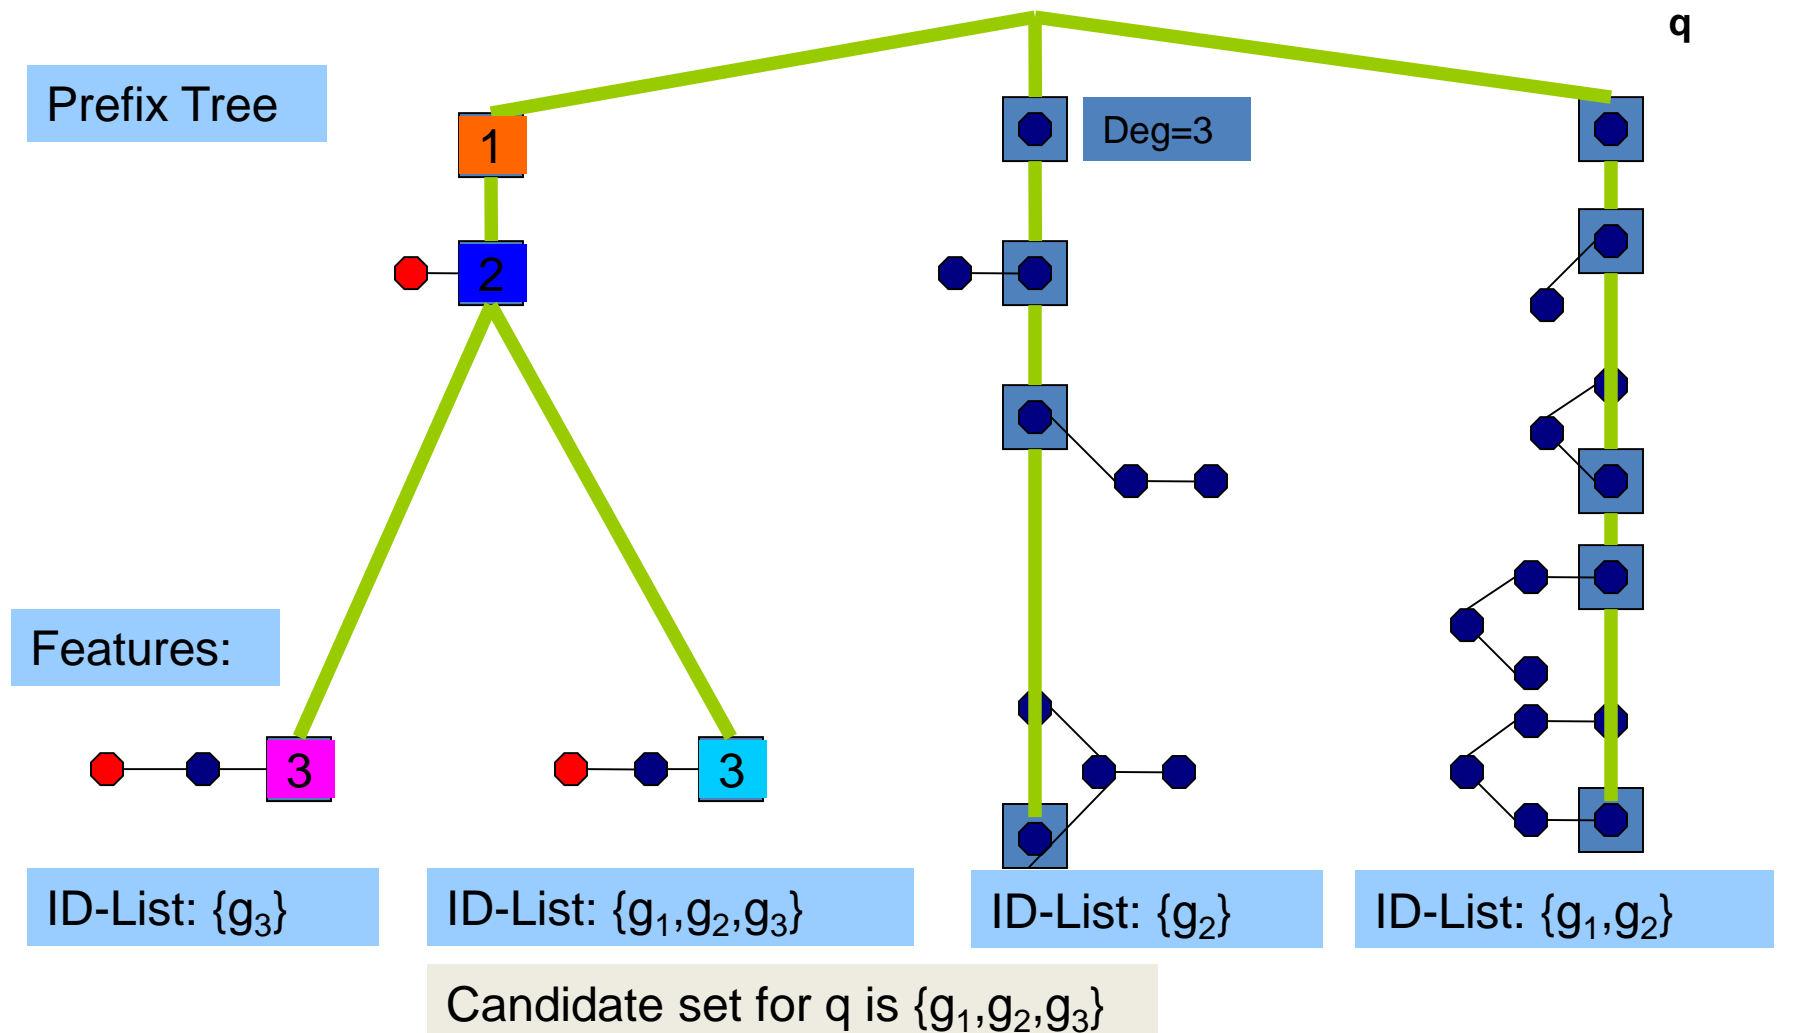 q
Prefix Tree
1
Deg=3
2
Features:
3
3
ID-List: {g₃}
ID-List: {g₁,g₂,g₃}
ID-List: {g₂}
ID-List: {g₁,g₂}
Candidate set for q is {g₁,g₂,g₃}